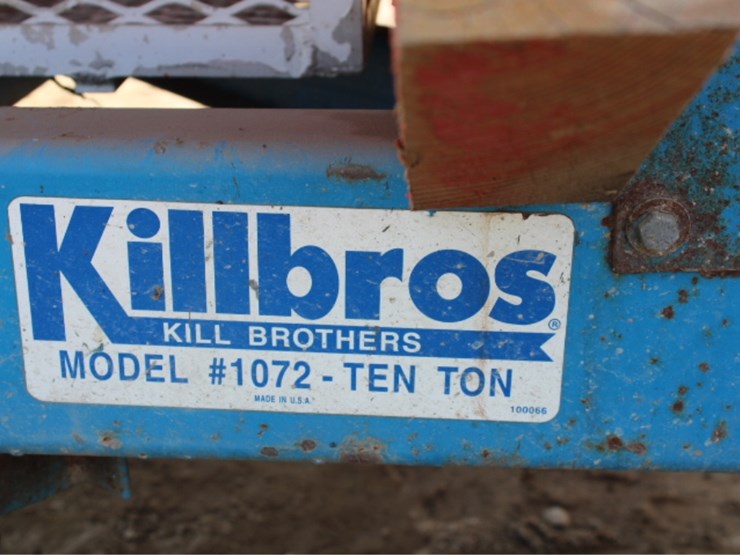 Killbros®
KILL BROTHERS
MODEL #1072 - TEN TON
MADE IN U.S.A.
100066